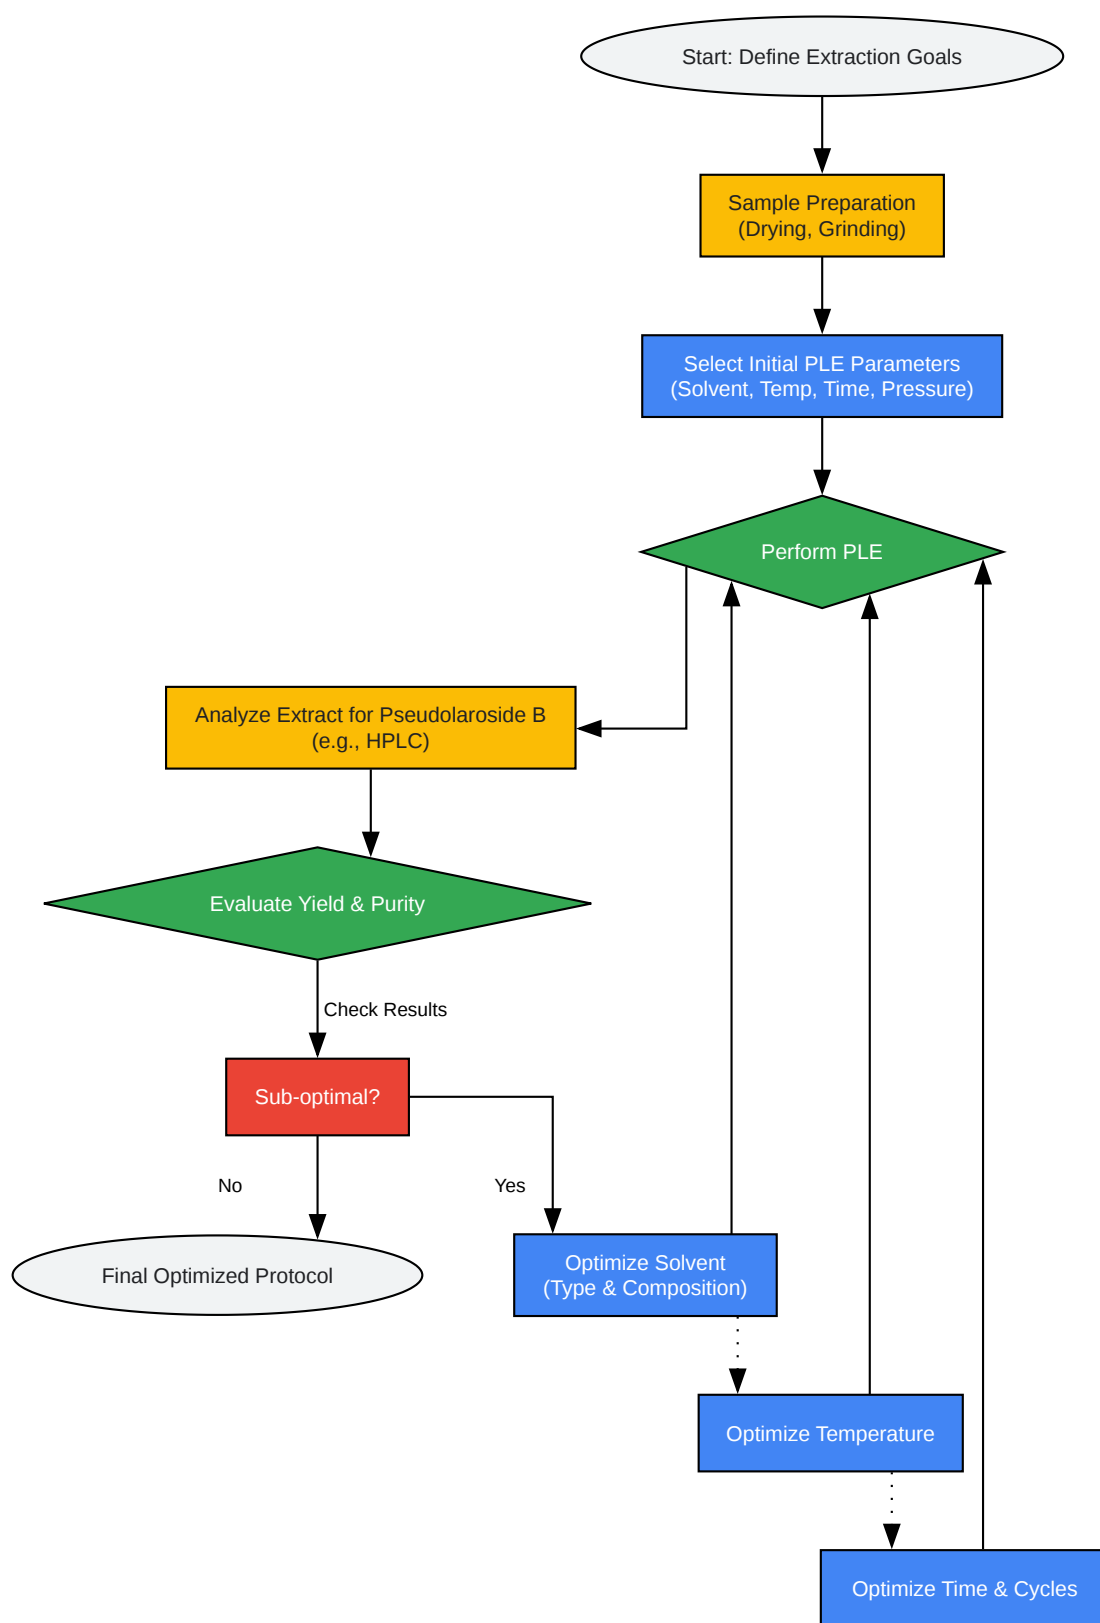 Start: Define Extraction Goals
Sample Preparation
(Drying, Grinding)
Select Initial PLE Parameters
(Solvent, Temp, Time, Pressure)
Perform PLE
Analyze Extract for Pseudolaroside B
(e.g., HPLC)
Evaluate Yield & Purity
Check Results
Sub-optimal?
No
Yes
Final Optimized Protocol
Optimize Solvent
(Type & Composition)
Optimize Temperature
Optimize Time & Cycles